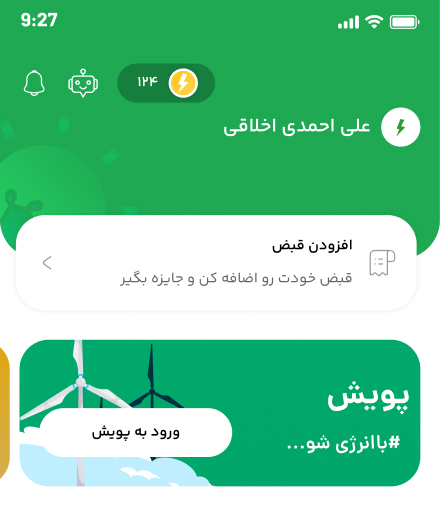 9:27
۱۲۴
علی احمدی اخلاقی
افزودن قبض
قبض خودت رو اضافه کن و جایزه بگیر
پویش
#باانرژی شو...
ورود به پویش